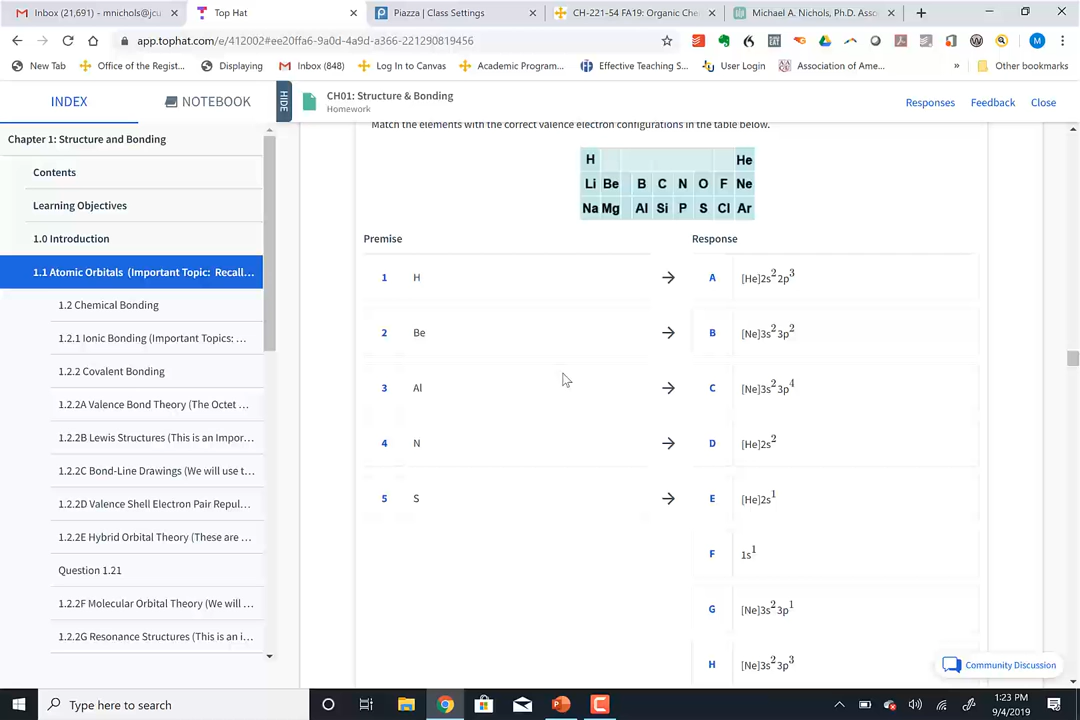 Inbox (21,691) - mnichols@jcu
Top Hat
Piazza | Class Settings
CH-221-54 FA19: Organic Che
Michael A. Nichols, Ph.D. Asso
app.tophat.com/e/412002#ee20ffa6-9a0d-4a9d-a366-221290819456
M
New Tab
Office of the Regist...
Displaying
Inbox (848)
Log In to Canvas
Academic Program...
Effective Teaching S...
User Login
Association of Ame...
»
Other bookmarks
INDEX
NOTEBOOK
HIDE
CH01: Structure & Bonding
Homework
Responses
Feedback
Close
Chapter 1: Structure and Bonding
Contents
Learning Objectives
1.0 Introduction
1.1 Atomic Orbitals (Important Topic: Recall...
1.2 Chemical Bonding
1.2.1 Ionic Bonding (Important Topics: ...
1.2.2 Covalent Bonding
1.2.2A Valence Bond Theory (The Octet ...
1.2.2B Lewis Structures (This is an Impor...
1.2.2C Bond-Line Drawings (We will use t...
1.2.2D Valence Shell Electron Pair Repul...
1.2.2E Hybrid Orbital Theory (These are ...
Question 1.21
1.2.2F Molecular Orbital Theory (We will ...
1.2.2G Resonance Structures (This is an i...
Match the elements with the correct valence electron configurations in the table below.
H He
Li Be B C N O F Ne
Na Mg Al Si P S Cl Ar
Premise
Response
1 H → A [He]2s²2p³
2 Be → B [Ne]3s²3p²
3 Al → C [Ne]3s²3p⁴
4 N → D [He]2s²
5 S → E [He]2s¹
F 1s¹
G [Ne]3s²3p¹
H [Ne]3s²3p³
Community Discussion
Type here to search
1:23 PM
9/4/2019